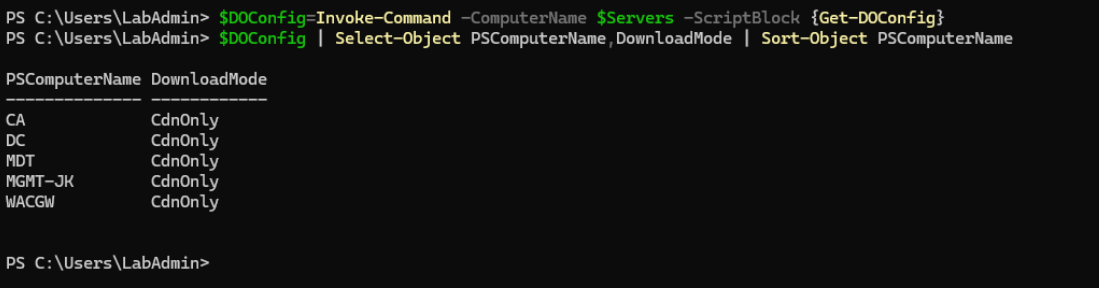 PS C:\Users\LabAdmin> $DOConfig=Invoke-Command -ComputerName $Servers -ScriptBlock {Get-DOConfig}
PS C:\Users\LabAdmin> $DOConfig | Select-Object PSComputerName,DownloadMode | Sort-Object PSComputerName
PSComputerName DownloadMode
-------------- ------------
CA             CdnOnly
DC             CdnOnly
MDT            CdnOnly
MGMT-JK        CdnOnly
WACGW          CdnOnly
PS C:\Users\LabAdmin>